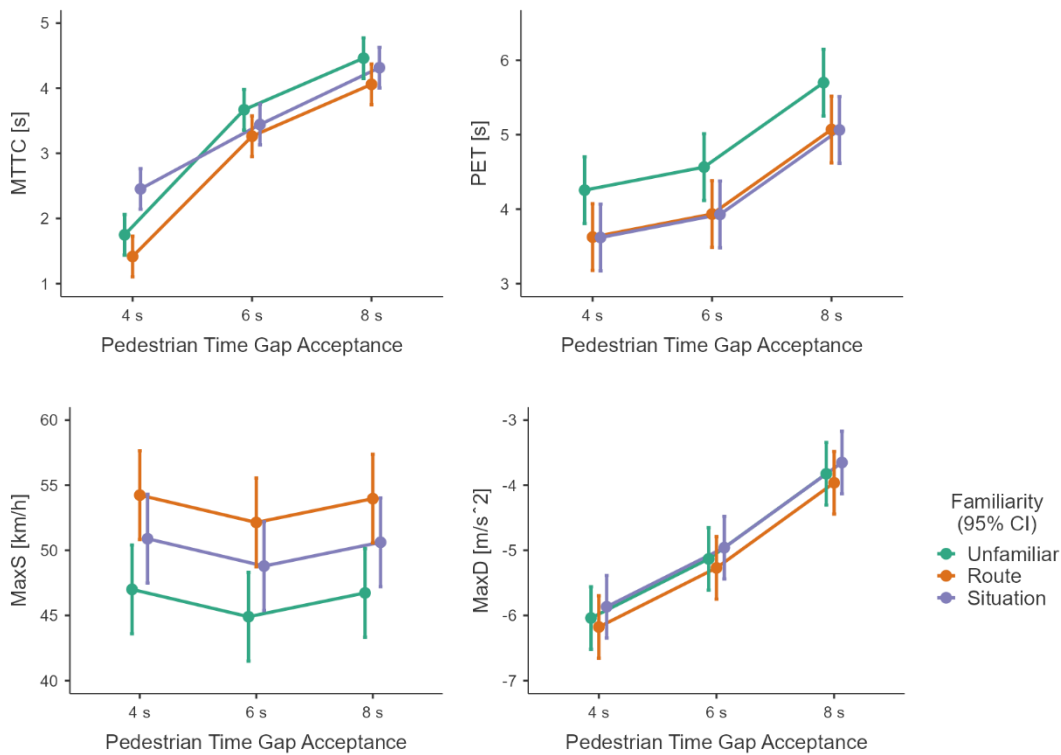 5
4
3
2
1
MTTC [s]
4 s
6 s
8 s
Pedestrian Time Gap Acceptance
6
5
4
3
PET [s]
4 s
6 s
8 s
Pedestrian Time Gap Acceptance
60
55
50
45
40
MaxS [km/h]
4 s
6 s
8 s
Pedestrian Time Gap Acceptance
-3
-4
-5
-6
-7
MaxD [m/s^2]
4 s
6 s
8 s
Pedestrian Time Gap Acceptance
Familiarity
(95% CI)
Unfamiliar
Route
Situation